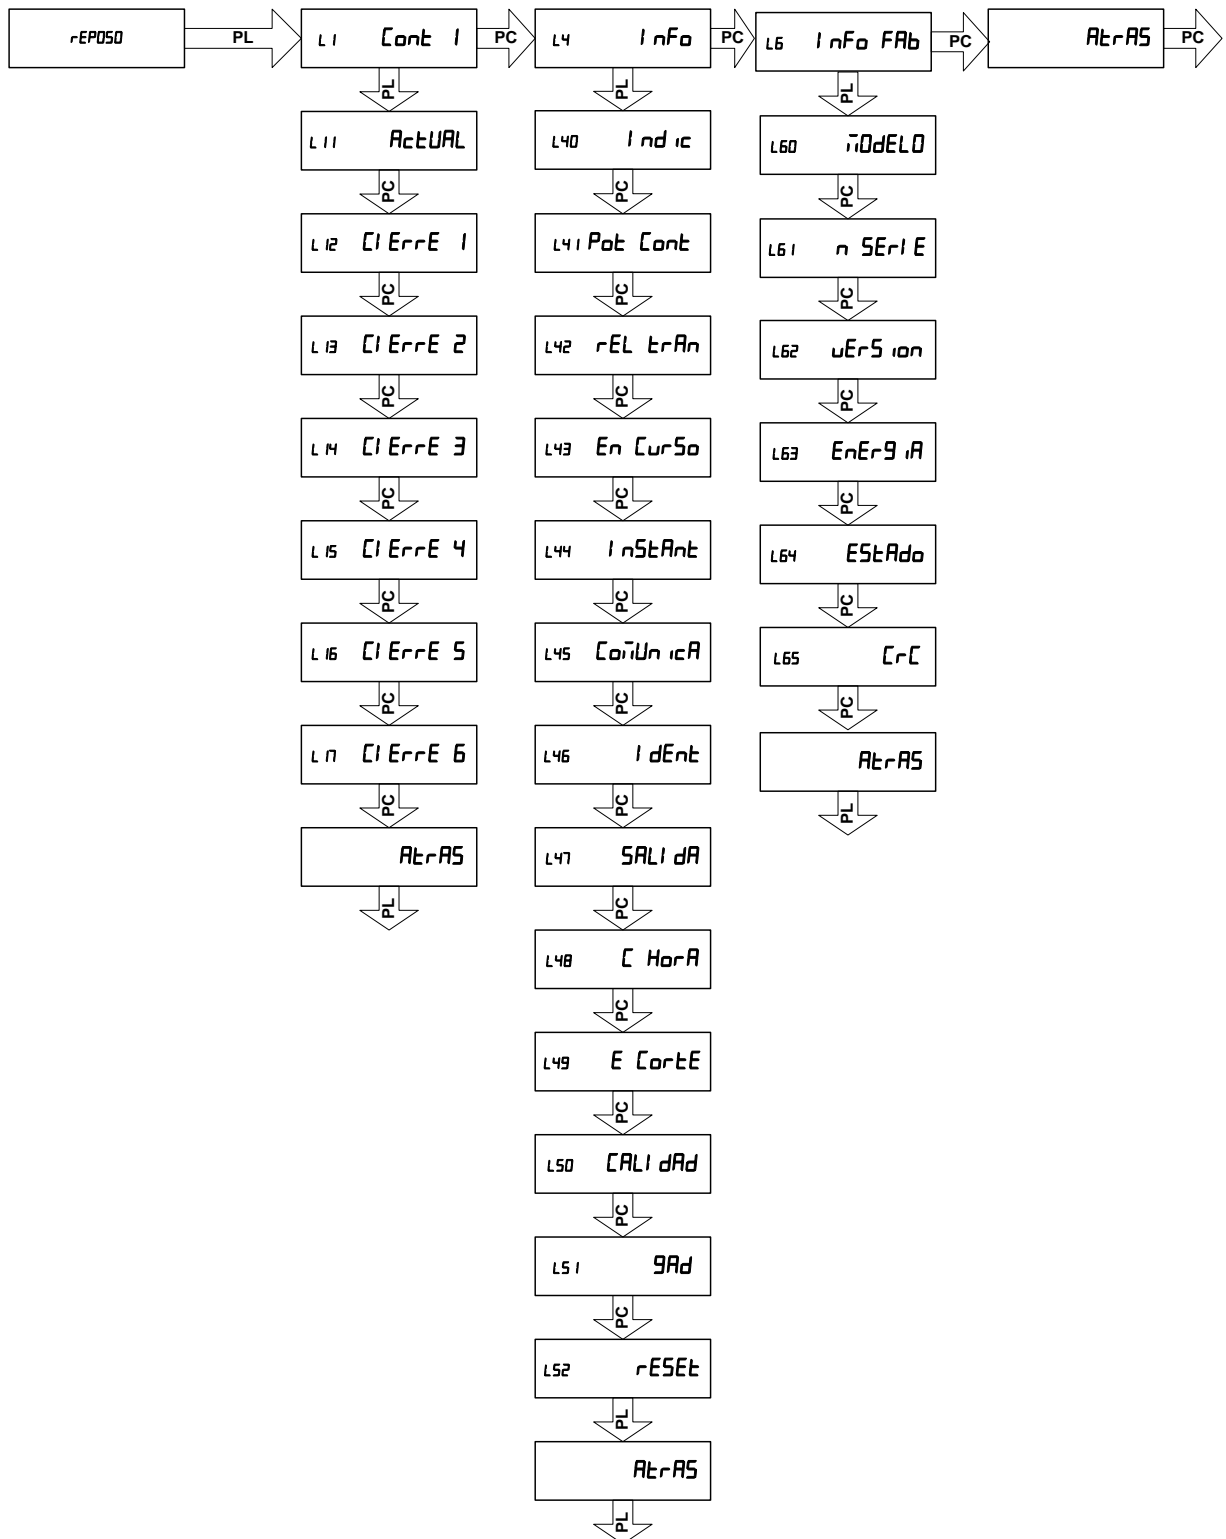 rEPOSO
PL
L1 Cont 1
PC
L4 InFo
PC
L6 InFo FAb
PC
AtrAS
PC
PL
L11 ActUAL
PC
L12 CIErrE 1
PC
L13 CIErrE 2
PC
L14 CIErrE 3
PC
L15 CIErrE 4
PC
L16 CIErrE 5
PC
L17 CIErrE 6
PC
AtrAS
PL
PL
L40 Indic
PC
L41 Pot Cont
PC
L42 rEL trAn
PC
L43 En CurSo
PC
L44 InStAnt
PC
L45 CoMUnicA
PC
L46 IdEnt
PC
L47 SALIdA
PC
L48 C HorA
PC
L49 E CortE
PC
L50 CALIdAd
PC
L51 gAd
PC
L52 rESEt
PL
AtrAS
PL
PL
L60 MOdELO
PC
L61 n SErIE
PC
L62 vErSion
PC
L63 EnErgiA
PC
L64 EStAdo
PC
L65 CrC
PC
AtrAS
PL